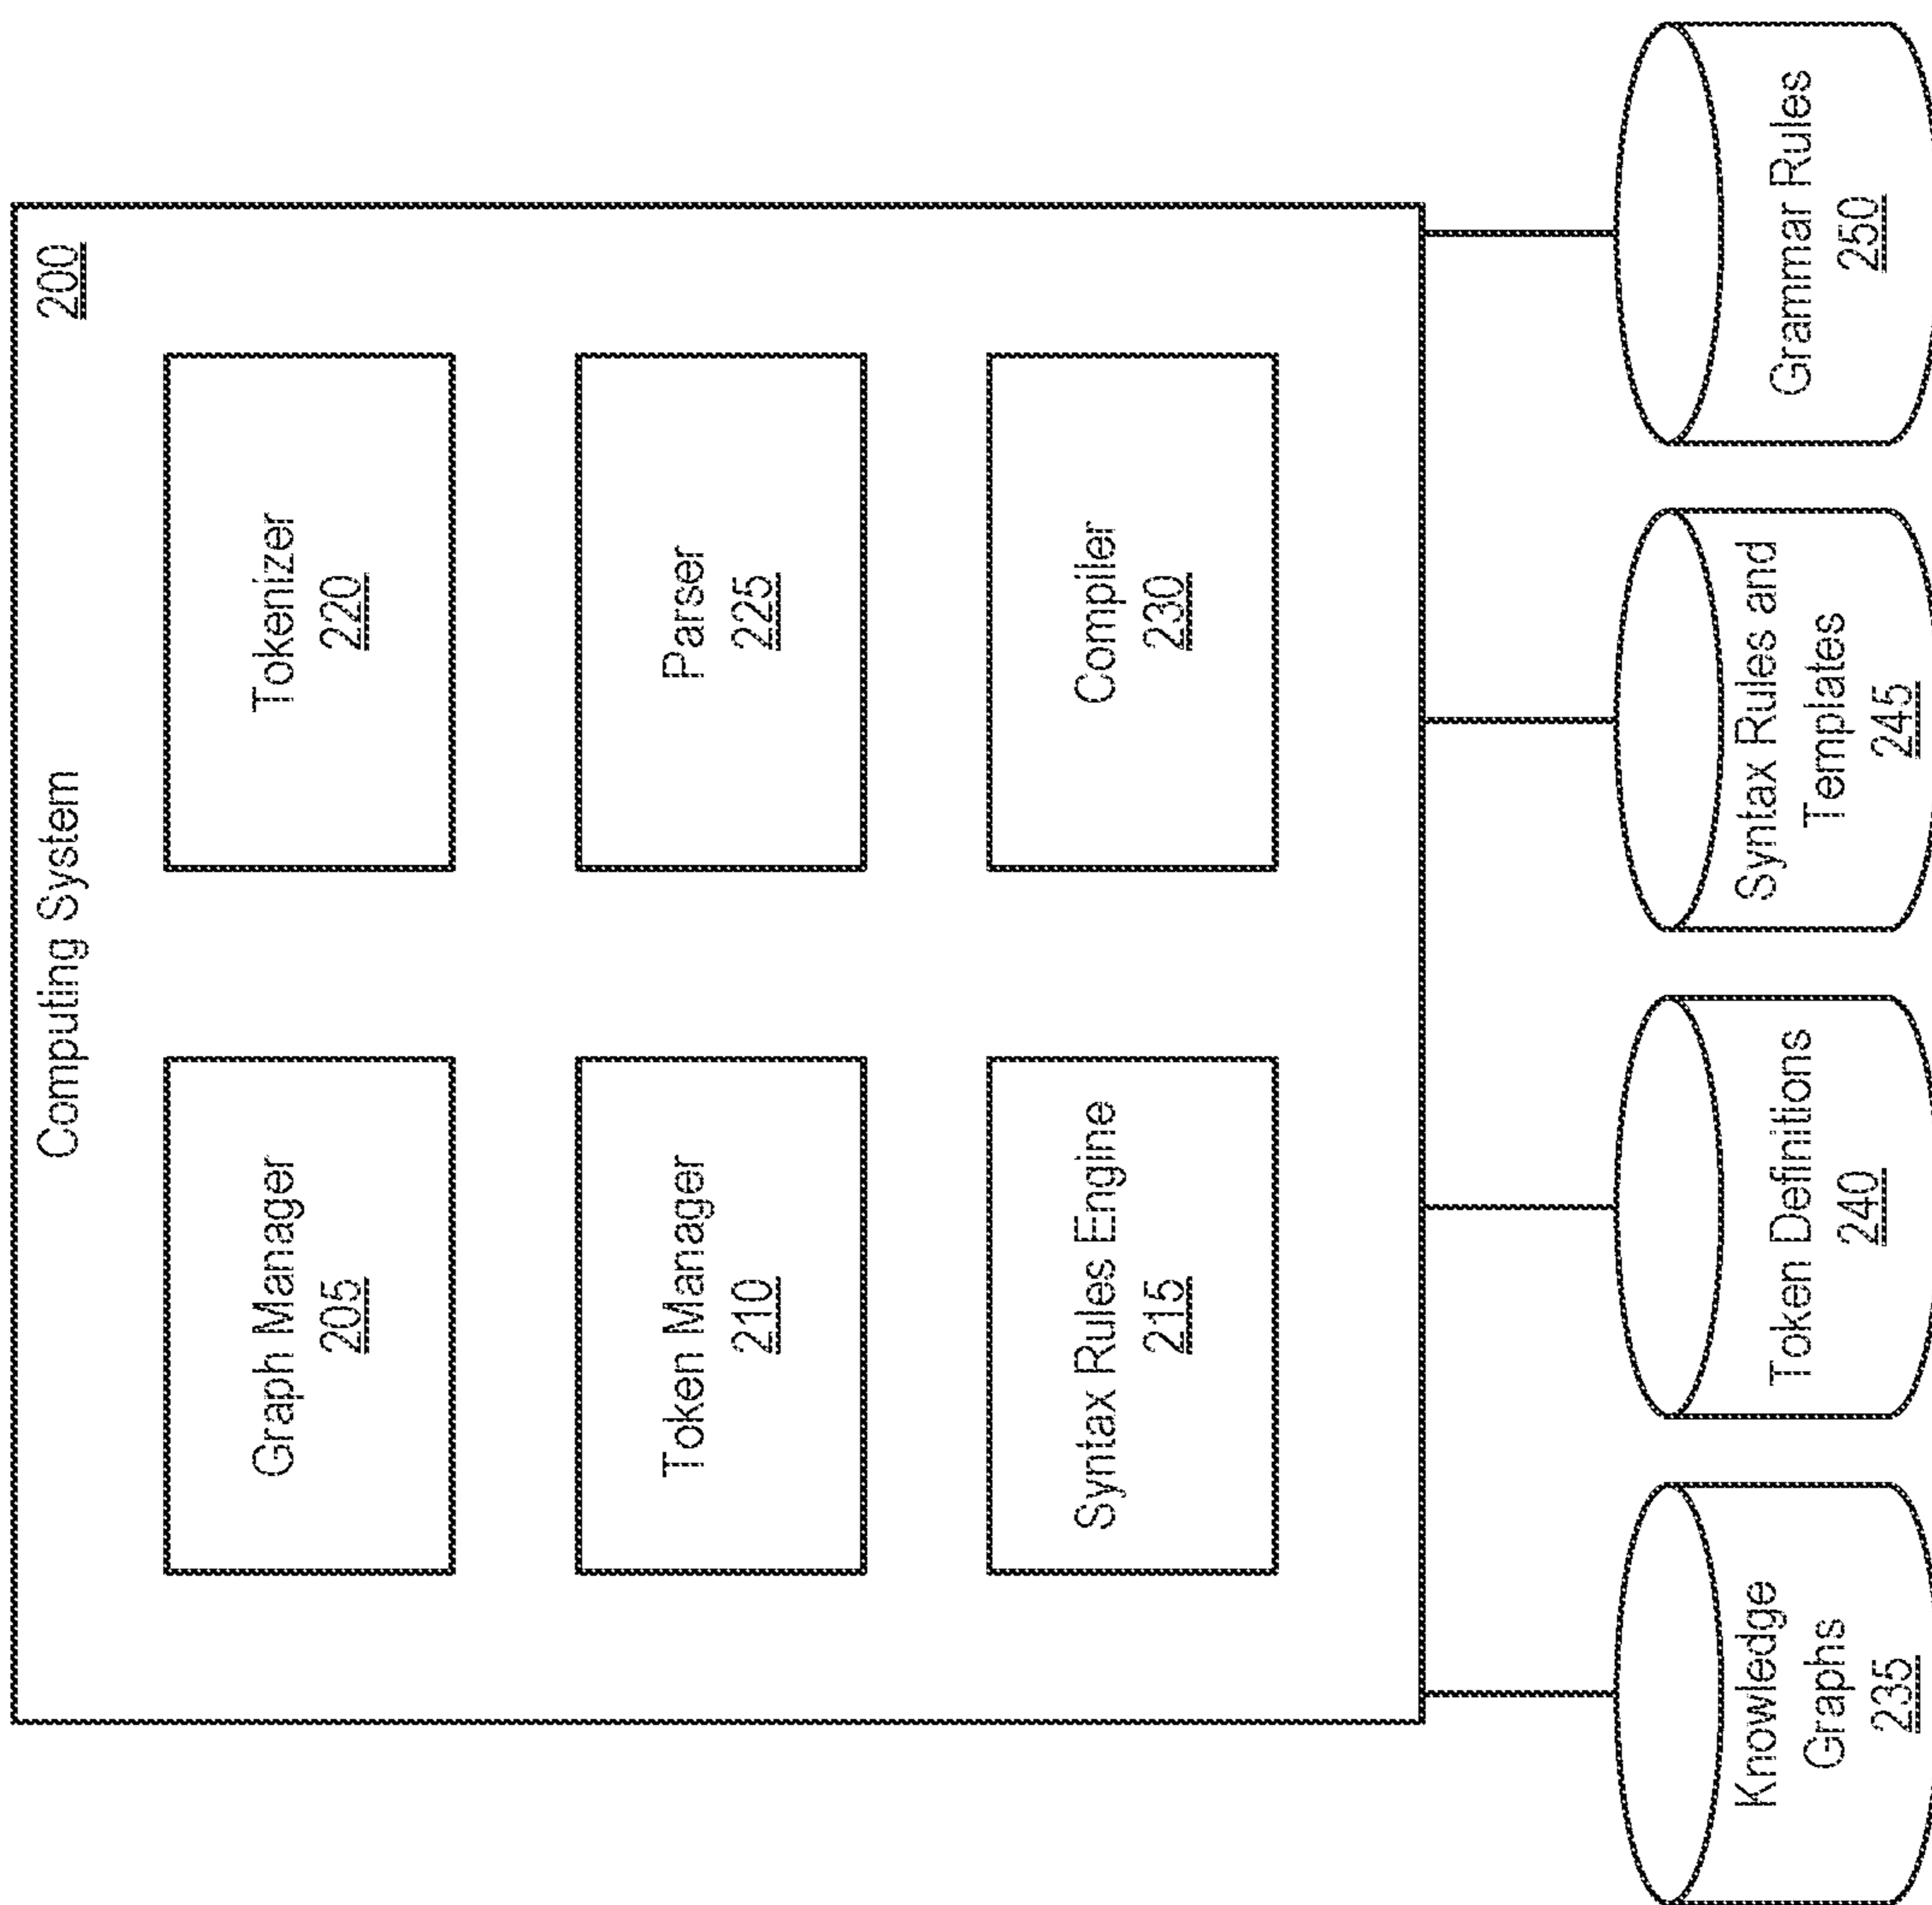 Computing System
200
Graph Manager
205
Tokenizer
220
Token Manager
210
Parser
225
Syntax Rules Engine
215
Compiler
230
Knowledge
Graphs
235
Token Definitions
240
Syntax Rules and
Templates
245
Grammar Rules
250